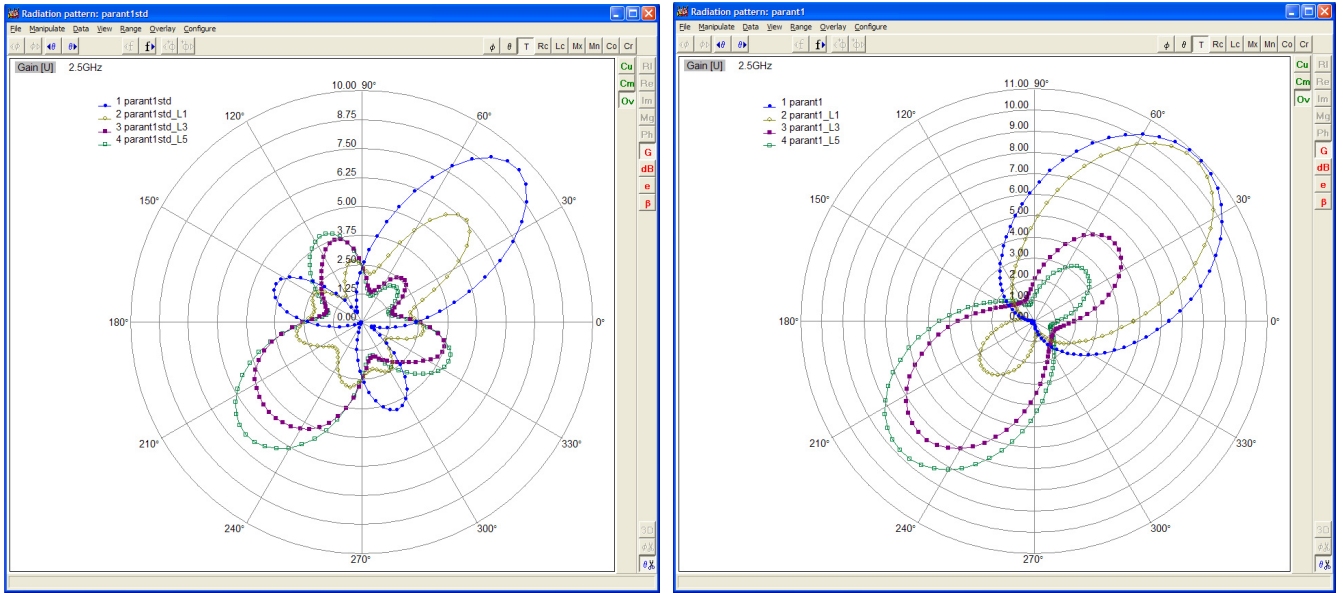 Radiation pattern: parant1std
File Manipulate Data View Range Overlay Configure
ϕ θ T Rc Lc Mx Mn Co Cr
Gain [U] 2.5GHz
1 parant1std
2 parant1std_L1
3 parant1std_L3
4 parant1std_L5
10.00 90°
8.75
7.50
6.25
5.00
3.75
2.50
1.25
0.00
60°
30°
0°
330°
300°
270°
240°
210°
180°
150°
120°
Cu
Cm
Ov
RI
Re
Im
Mg
Ph
G
dB
e
β
3D
Radiation pattern: parant1
File Manipulate Data View Range Overlay Configure
ϕ θ T Rc Lc Mx Mn Co Cr
Gain [U] 2.5GHz
1 parant1
2 parant1_L1
3 parant1_L3
4 parant1_L5
11.00 90°
10.00
9.00
8.00
7.00
6.00
5.00
4.00
3.00
2.00
1.00
0.00
60°
30°
0°
330°
300°
270°
240°
210°
180°
150°
120°
Cu
Cm
Ov
RI
Re
Im
Mg
Ph
G
dB
e
β
3D